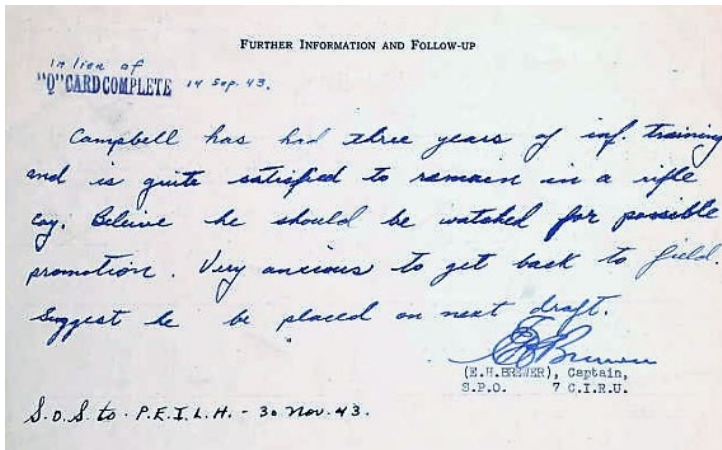 FURTHER INFORMATION AND FOLLOW-UP
In lieu of
"Q" CARD COMPLETE 14 Sep. 43.
Campbell has had three years of inf. training
and is quite satisfied to remain in a rifle
coy. Beleive he should be watched for possible
promotion. Very anxious to get back to field.
Suggest he be placed on next draft.
E H Brewer
(E.H.BREWER), Captain,
S.P.O. 7 C.I.R.U.
S.O.S to. P.E.I.L.H. - 30 Nov. 43.